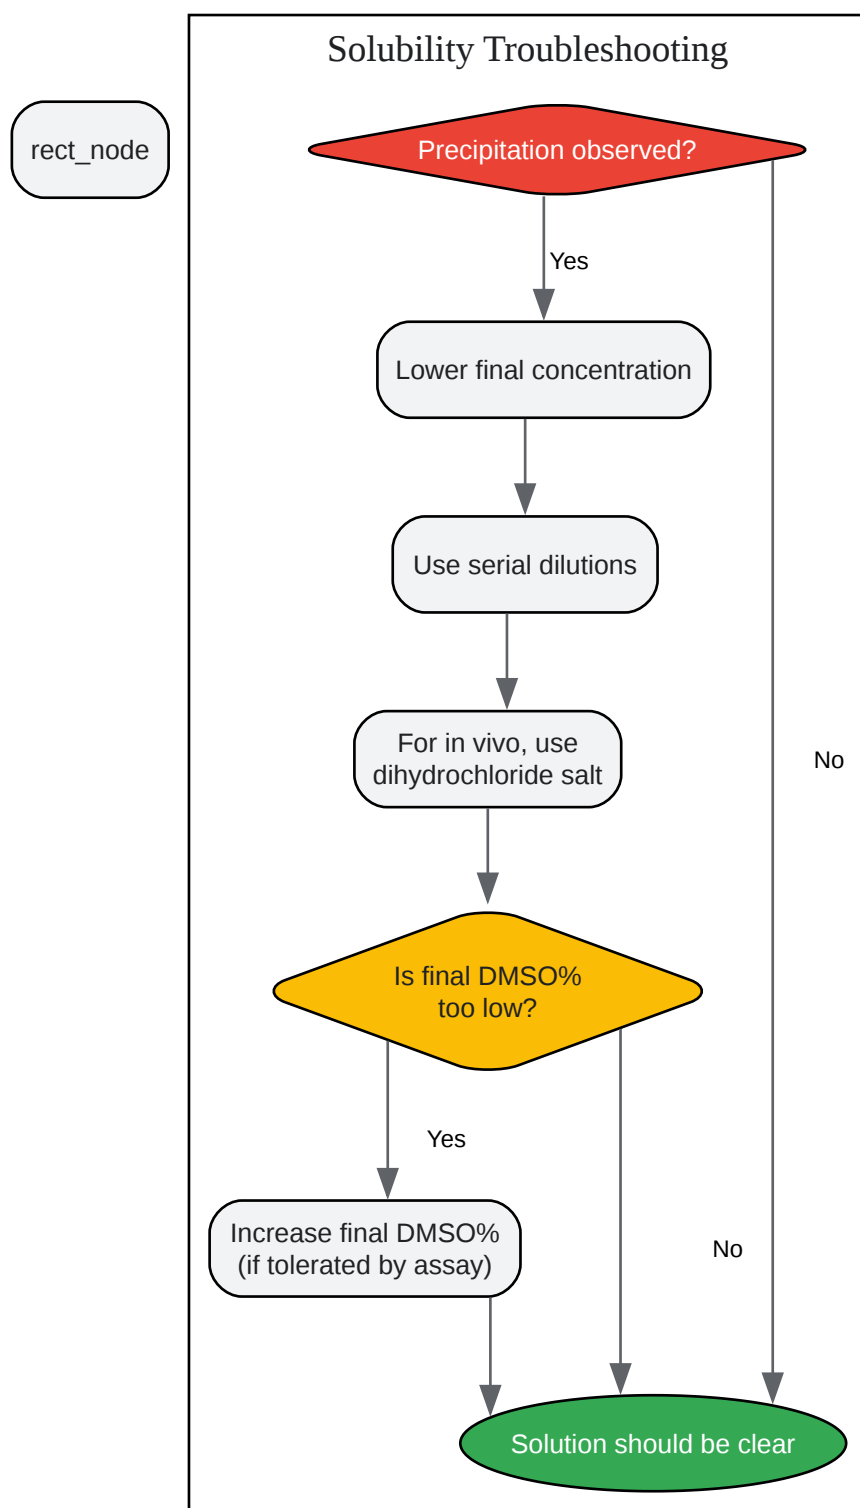 Solubility Troubleshooting
rect_node
Precipitation observed?
Yes
Lower final concentration
Use serial dilutions
For in vivo, use
dihydrochloride salt
No
Is final DMSO%
too low?
Yes
Increase final DMSO%
(if tolerated by assay)
No
Solution should be clear